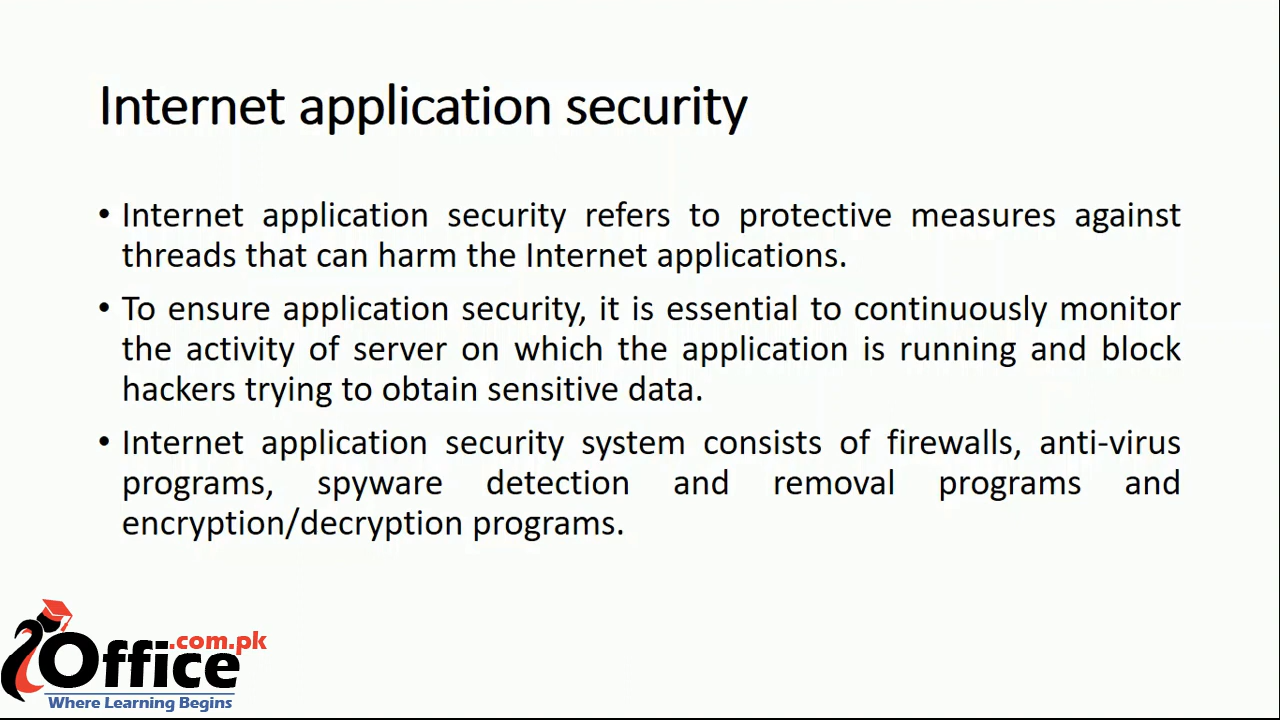 Internet application security
• Internet application security refers to protective measures against
threads that can harm the Internet applications.
• To ensure application security, it is essential to continuously monitor
the activity of server on which the application is running and block
hackers trying to obtain sensitive data.
• Internet application security system consists of firewalls, anti-virus
programs, spyware detection and removal programs and
encryption/decryption programs.
Office.com.pk
Where Learning Begins